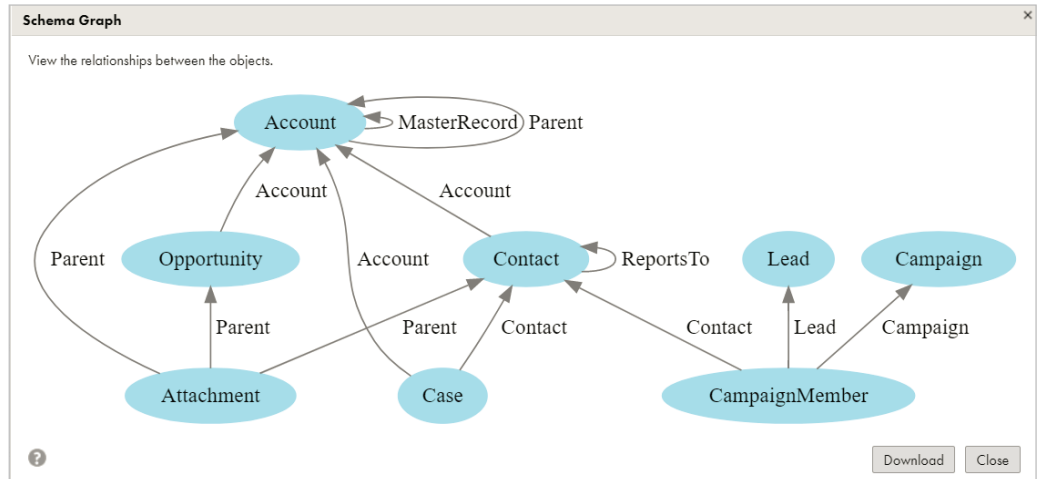 Schema Graph
×
View the relationships between the objects.
Account
MasterRecord
Parent
Account
Account
Parent
Opportunity
Account
Contact
ReportsTo
Lead
Campaign
Parent
Parent
Contact
Contact
Lead
Campaign
Attachment
Case
CampaignMember
?
Download
Close